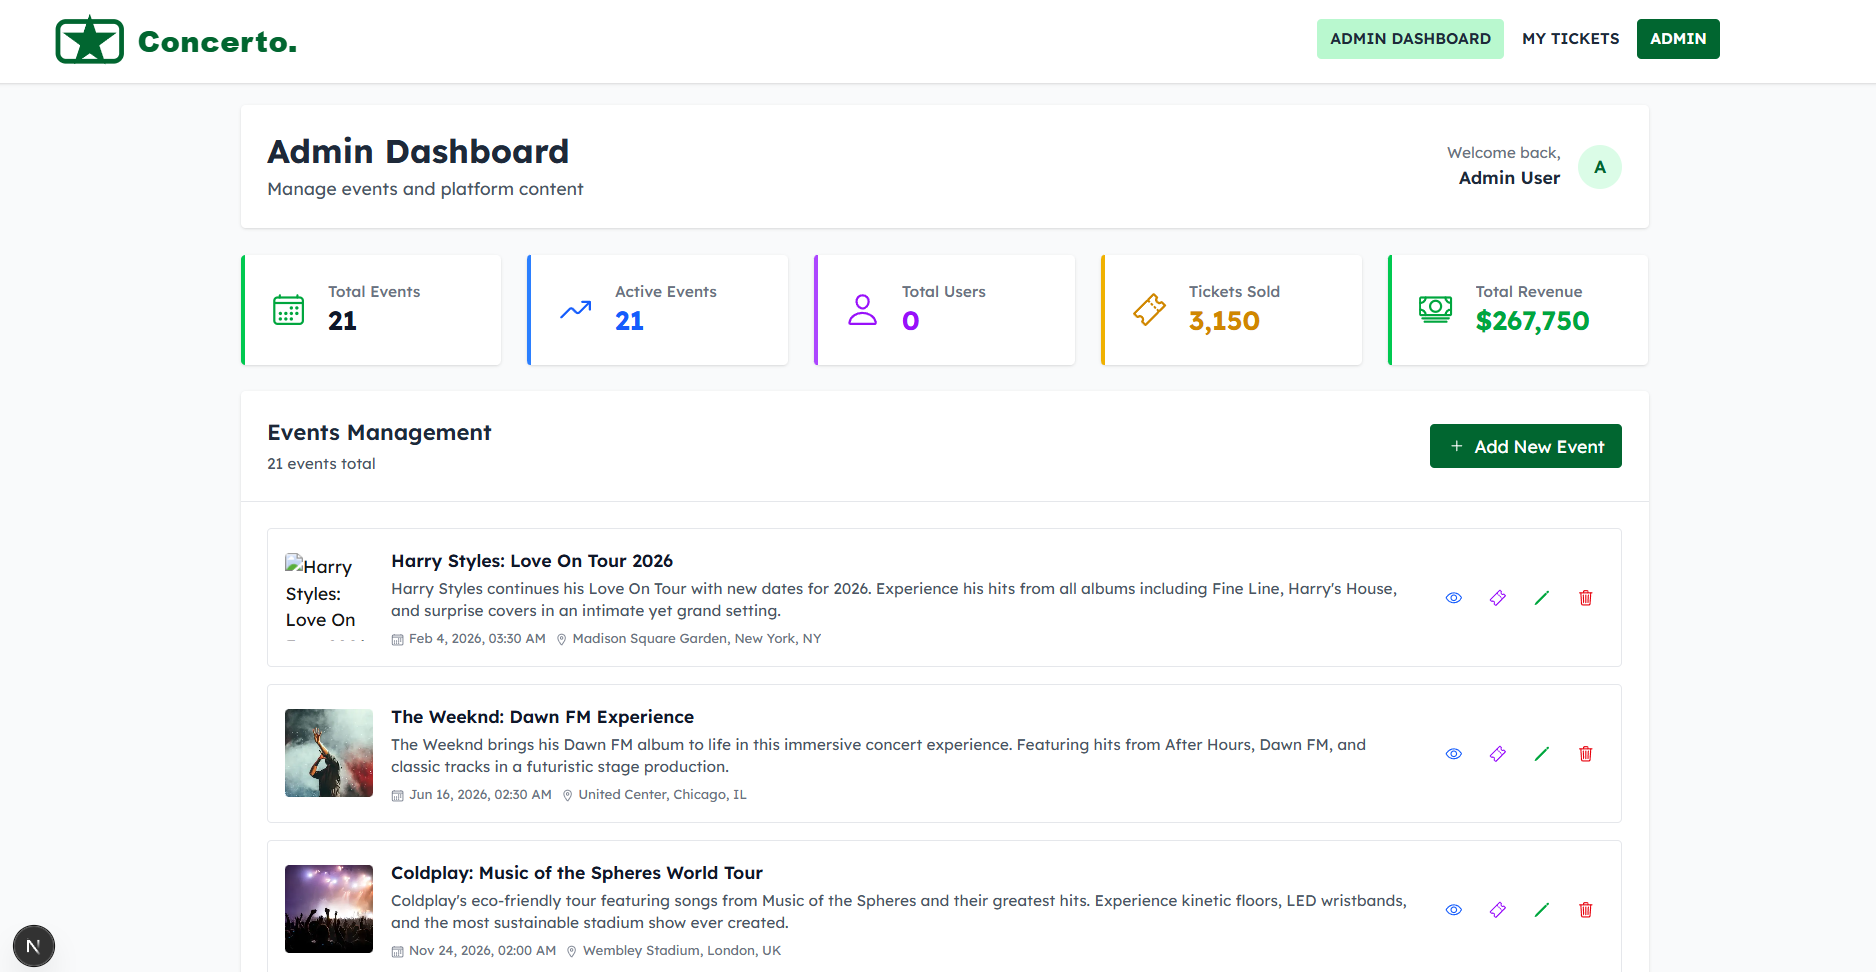 Concerto.
ADMIN DASHBOARD
MY TICKETS
ADMIN
Admin Dashboard
Manage events and platform content
Welcome back,
Admin User
A
Total Events
21
Active Events
21
Total Users
0
Tickets Sold
3,150
Total Revenue
$267,750
Events Management
21 events total
+ Add New Event
Harry
Styles:
Love On
Harry Styles: Love On Tour 2026
Harry Styles continues his Love On Tour with new dates for 2026. Experience his hits from all albums including Fine Line, Harry's House,
and surprise covers in an intimate yet grand setting.
Feb 4, 2026, 03:30 AM Madison Square Garden, New York, NY
The Weeknd: Dawn FM Experience
The Weeknd brings his Dawn FM album to life in this immersive concert experience. Featuring hits from After Hours, Dawn FM, and
classic tracks in a futuristic stage production.
Jun 16, 2026, 02:30 AM United Center, Chicago, IL
Coldplay: Music of the Spheres World Tour
Coldplay's eco-friendly tour featuring songs from Music of the Spheres and their greatest hits. Experience kinetic floors, LED wristbands,
and the most sustainable stadium show ever created.
Nov 24, 2026, 02:00 AM Wembley Stadium, London, UK
N